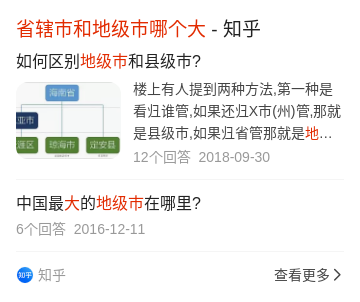 省辖市和地级市哪个大 - 知乎
如何区别地级市和县级市?
海南省
亚市
崖区
琼海市
定安县
楼上有人提到两种方法,第一种是
看归谁管,如果还归X市(州)管,那就
是县级市,如果归省管那就是地...
12个回答 2018-09-30
中国最大的地级市在哪里?
6个回答 2016-12-11
知乎 知乎
查看更多